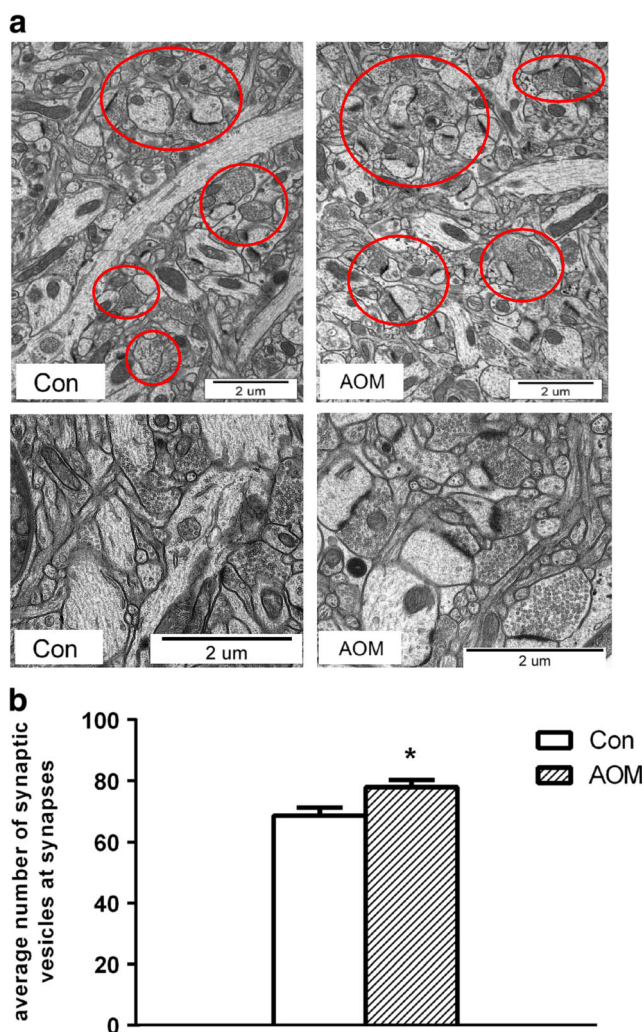 a
Con
2 um
AOM
2 um
Con
2 um
AOM
2 um
b
average number of synaptic
vesicles at synapses
100
80
60
40
20
0
*
Con
AOM